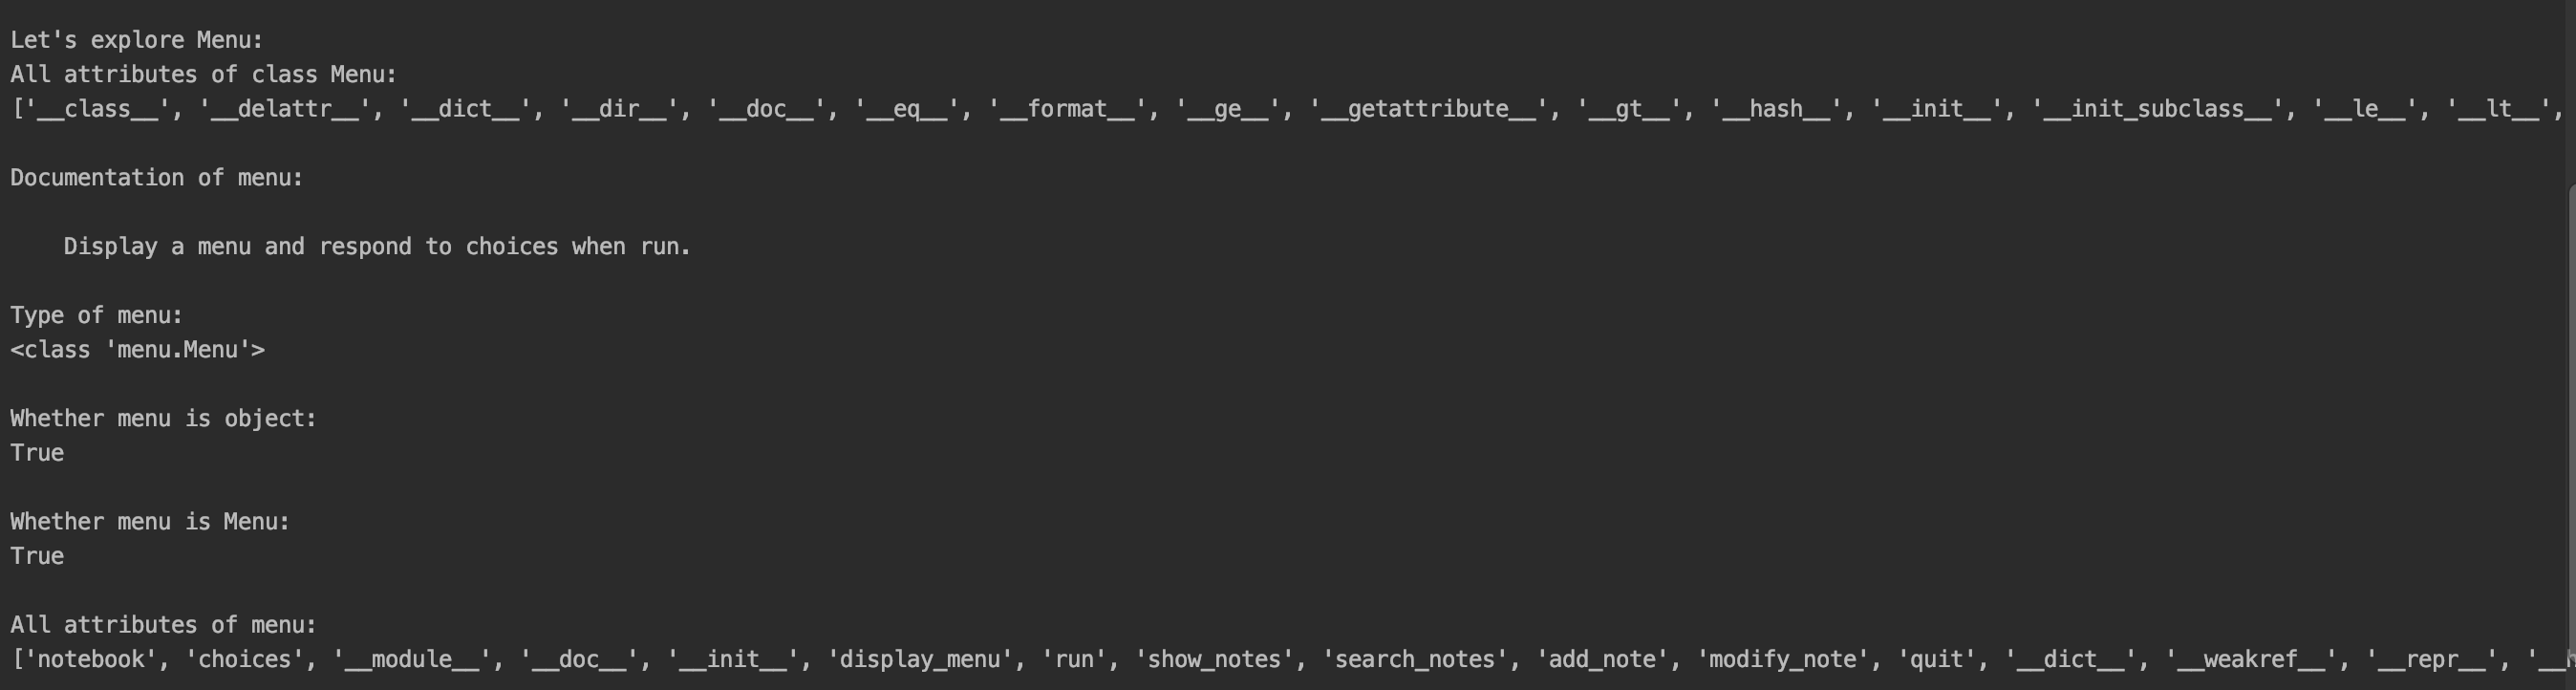 Let's explore Menu:
All attributes of class Menu:
['__class__', '__delattr__', '__dict__', '__dir__', '__doc__', '__eq__', '__format__', '__ge__', '__getattribute__', '__gt__', '__hash__', '__init__', '__init_subclass__', '__le__', '__lt__',
Documentation of menu:
Display a menu and respond to choices when run.
Type of menu:
<class 'menu.Menu'>
Whether menu is object:
True
Whether menu is Menu:
True
All attributes of menu:
['notebook', 'choices', '__module__', '__doc__', '__init__', 'display_menu', 'run', 'show_notes', 'search_notes', 'add_note', 'modify_note', 'quit', '__dict__', '__weakref__', '__repr__',